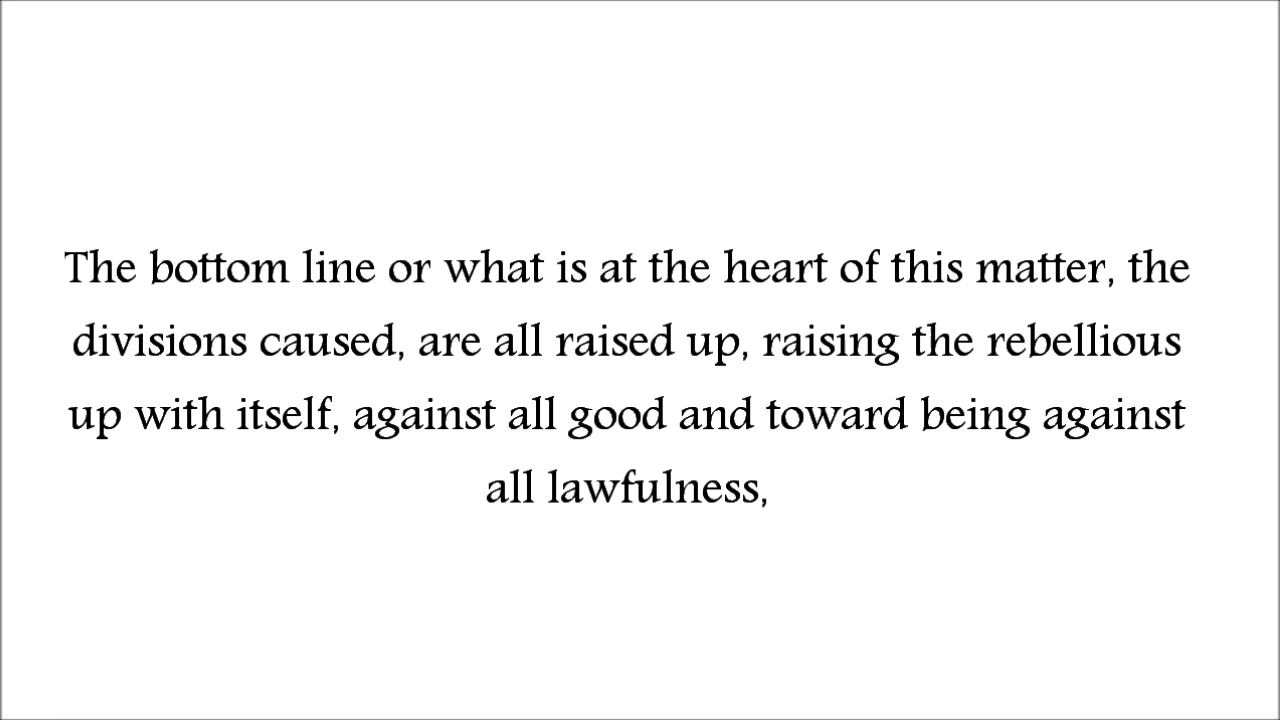 The bottom line or what is at the heart of this matter, the
divisions caused, are all raised up, raising the rebellious
up with itself, against all good and toward being against
all lawfulness,